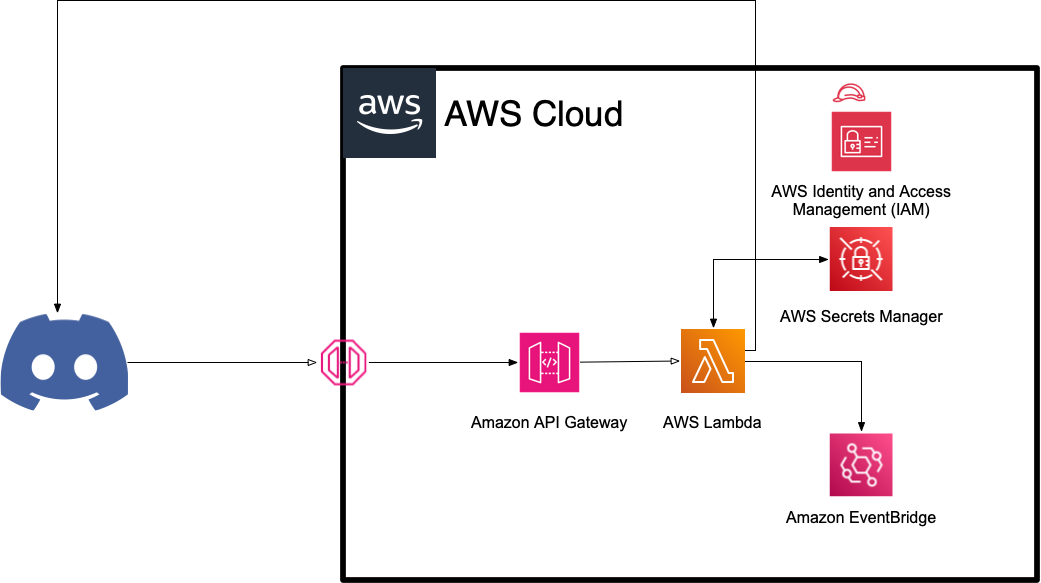 aws
AWS Cloud
AWS Identity and Access
Management (IAM)
AWS Secrets Manager
</>
Amazon API Gateway
AWS Lambda
Amazon EventBridge